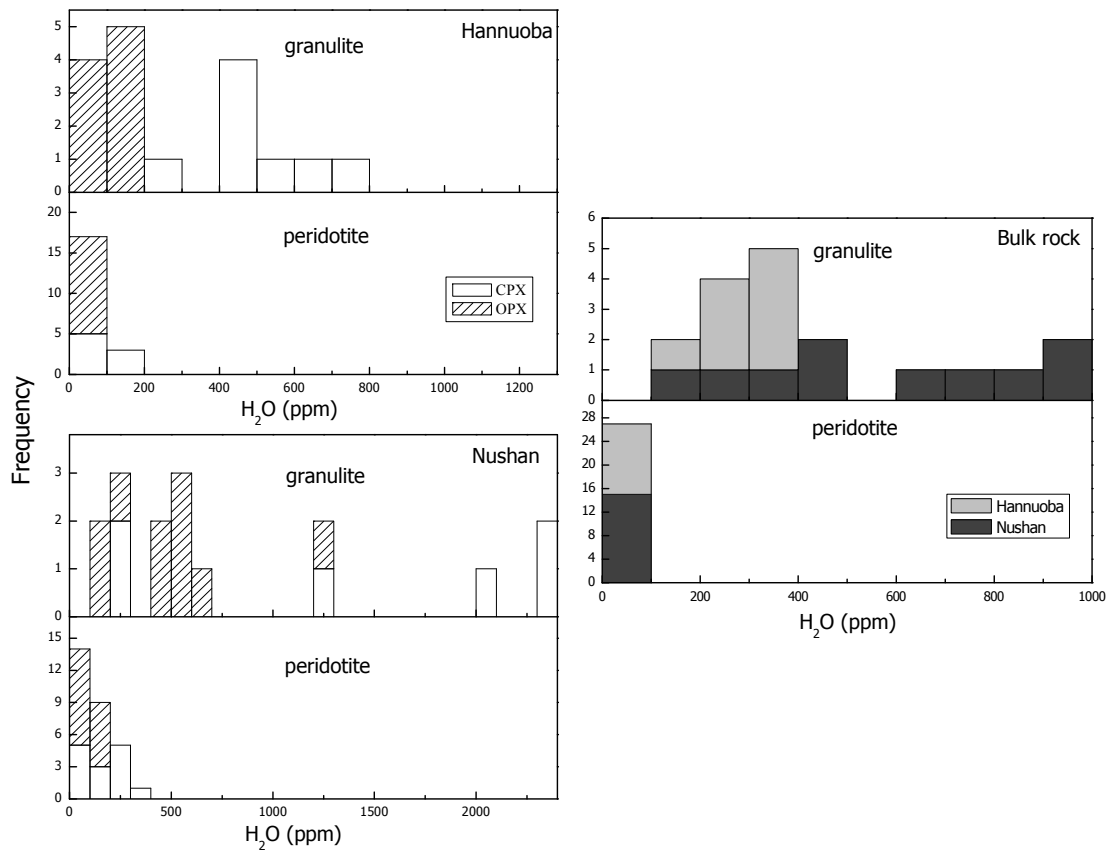 Frequency
Hannuoba
granulite
5
4
3
2
1
0
peridotite
20
15
10
5
0
CPX
OPX
0 200 400 600 800 1000 1200
H₂O (ppm)
Nushan
granulite
3
2
1
0
peridotite
15
12
9
6
3
0
0 500 1000 1500 2000
H₂O (ppm)
Bulk rock
granulite
6
5
4
3
2
1
0
peridotite
28
24
20
16
12
8
4
0
Hannuoba
Nushan
0 200 400 600 800 1000
H₂O (ppm)